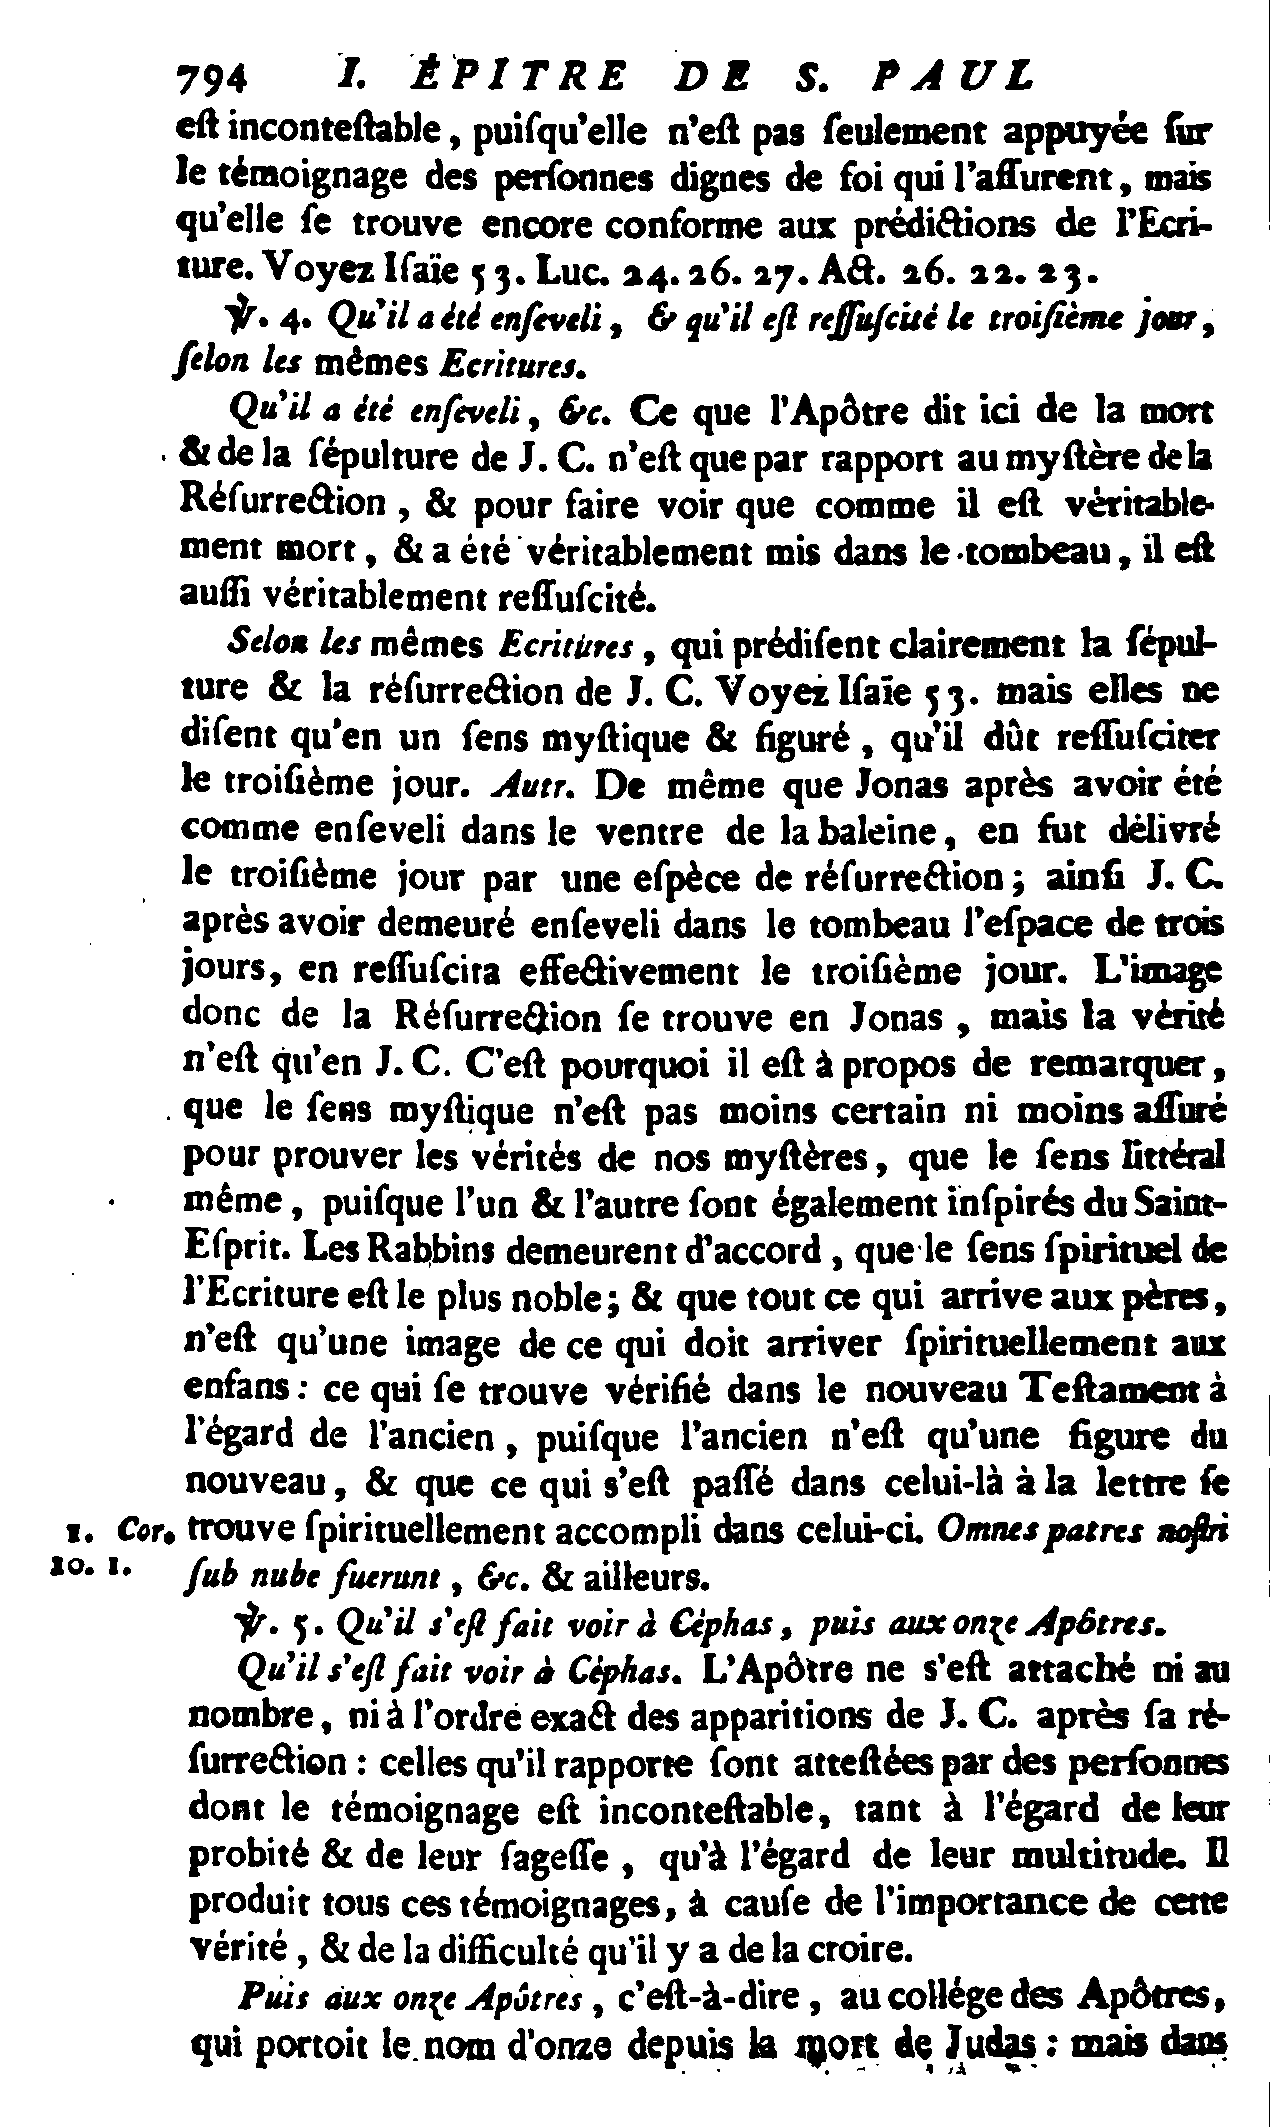 794 I. ÉPITRE DE S. PAUL
eſt inconteſtable, puiſqu'elle n'eſt pas ſeulement appuyée ſur
le témoignage des perſonnes dignes de foi qui l'aſſurent, mais
qu'elle ſe trouve encore conforme aux prédictions de l'Ecri-
ture. Voyez Iſaïe 53. Luc. 24. 26. 27. Act. 26. 22. 23.
℣. 4. Qu'il a été enſeveli, & qu'il eſt reſſuſcité le troiſième jour,
ſelon les mêmes Ecritures.
Qu'il a été enſeveli, &c. Ce que l'Apôtre dit ici de la mort
& de la ſépulture de J. C. n'eſt que par rapport au myſtère de la
Réſurrection, & pour faire voir que comme il eſt véritable-
ment mort, & a été véritablement mis dans le tombeau, il eſt
auſſi véritablement reſſuſcité.
Selon les mêmes Ecritures, qui prédiſent clairement la ſépul-
ture & la réſurrection de J. C. Voyez Iſaïe 53. mais elles ne
diſent qu'en un ſens myſtique & figuré, qu'il dût reſſuſciter
le troiſième jour. Autr. De même que Jonas après avoir été
comme enſeveli dans le ventre de la baleine, en fut délivré
le troiſième jour par une eſpèce de réſurrection; ainſi J. C.
après avoir demeuré enſeveli dans le tombeau l'eſpace de trois
jours, en reſſuſcita effectivement le troiſième jour. L'image
donc de la Réſurrection ſe trouve en Jonas, mais la vérité
n'eſt qu'en J. C. C'eſt pourquoi il eſt à propos de remarquer,
que le ſens myſtique n'eſt pas moins certain ni moins aſſuré
pour prouver les vérités de nos myſtères, que le ſens littéral
même, puiſque l'un & l'autre ſont également inſpirés du Saint-
Eſprit. Les Rabbins demeurent d'accord, que le ſens ſpirituel de
l'Ecriture eſt le plus noble; & que tout ce qui arrive aux pères,
n'eſt qu'une image de ce qui doit arriver ſpirituellement aux
enfans: ce qui ſe trouve vérifié dans le nouveau Teſtament à
l'égard de l'ancien, puiſque l'ancien n'eſt qu'une figure du
nouveau, & que ce qui s'eſt paſſé dans celui-là à la lettre ſe
1. Cor. trouve ſpirituellement accompli dans celui-ci. Omnes patres noſtri
10. 1. ſub nube fuerunt, &c. & ailleurs.
℣. 5. Qu'il s'eſt fait voir à Céphas, puis aux onze Apôtres.
Qu'il s'eſt fait voir à Céphas. L'Apôtre ne s'eſt attaché ni au
nombre, ni à l'ordre exact des apparitions de J. C. après ſa ré-
ſurrection: celles qu'il rapporte ſont atteſtées par des perſonnes
dont le témoignage eſt inconteſtable, tant à l'égard de leur
probité & de leur ſageſſe, qu'à l'égard de leur multitude. Il
produit tous ces témoignages, à cauſe de l'importance de cette
vérité, & de la difficulté qu'il y a de la croire.
Puis aux onze Apôtres, c'eſt-à-dire, au collége des Apôtres,
qui portoit le nom d'onze depuis la mort de Judas: mais dans